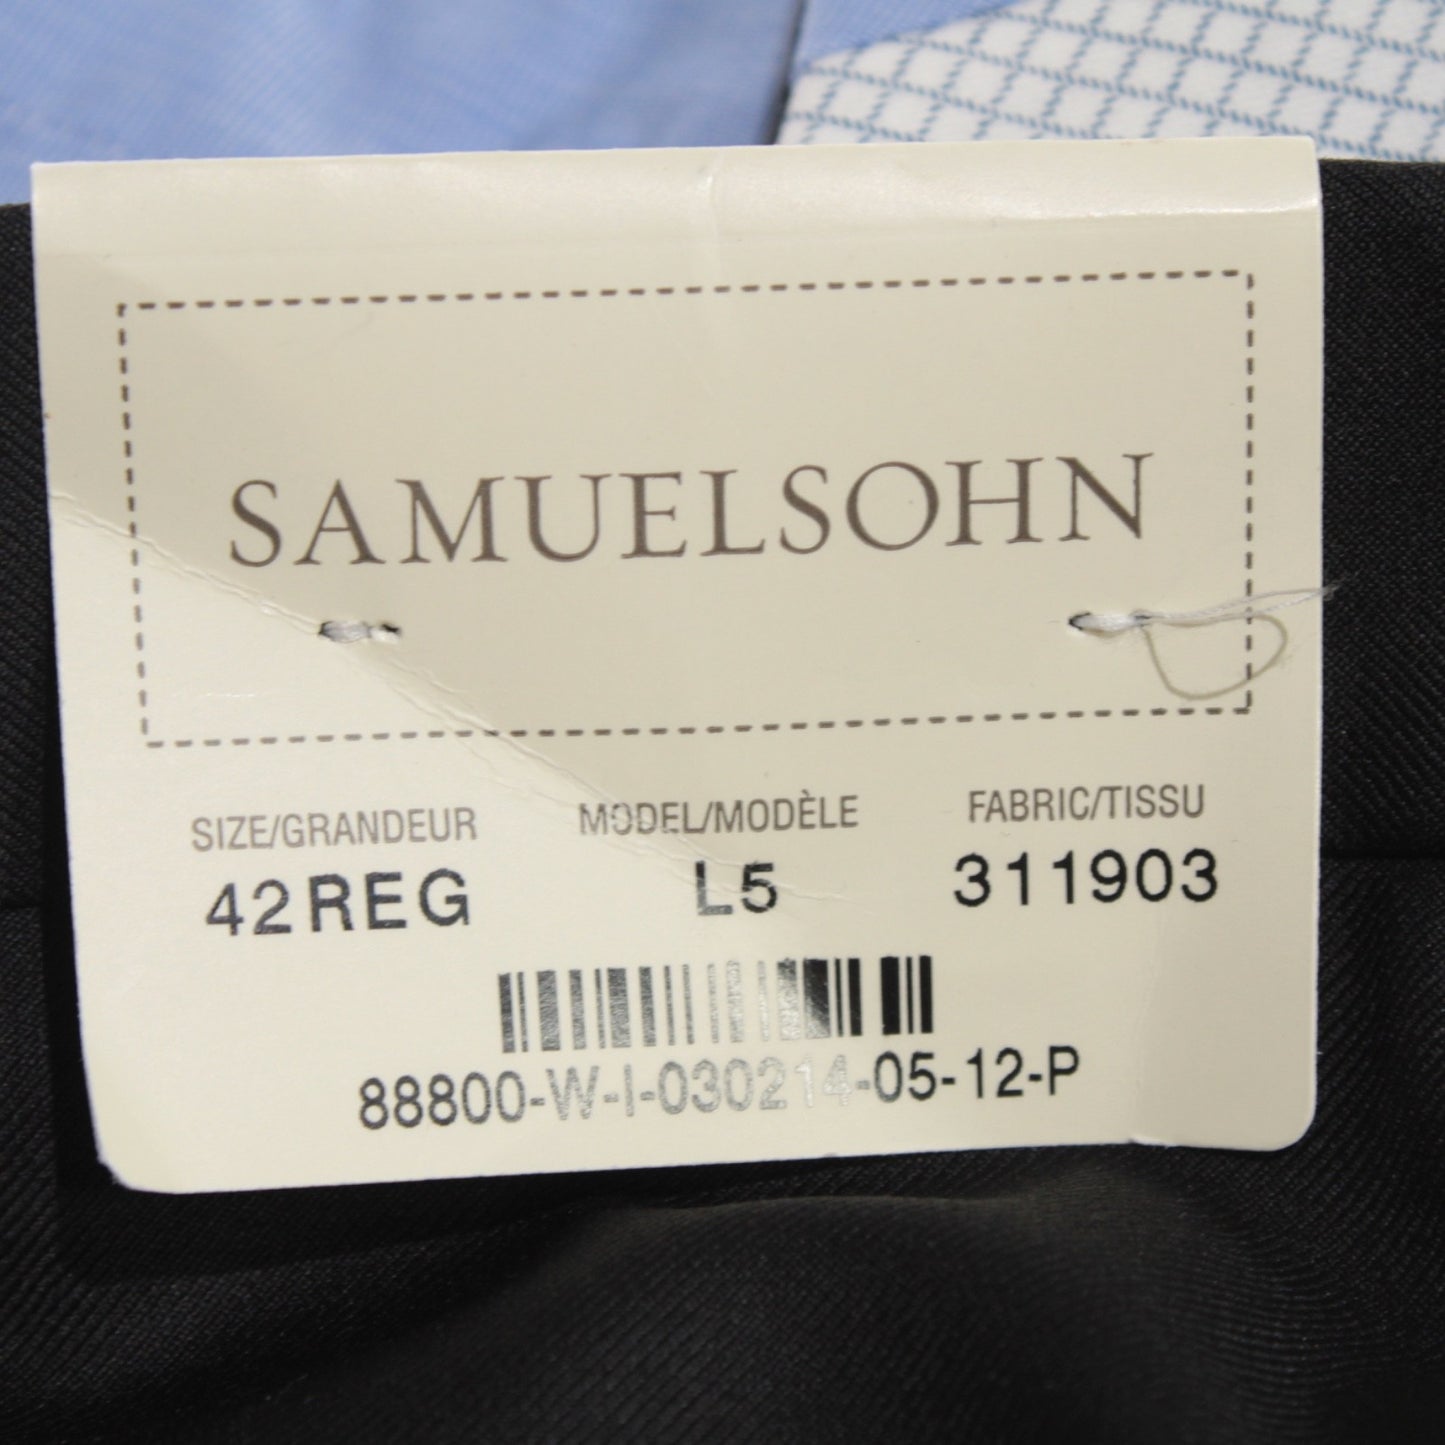 SAMUELSOHN
SIZE/GRANDEUR MODEL/MODÈLE FABRIC/TISSU
42REG L5 311903
88800-W-I-030214-05-12-P